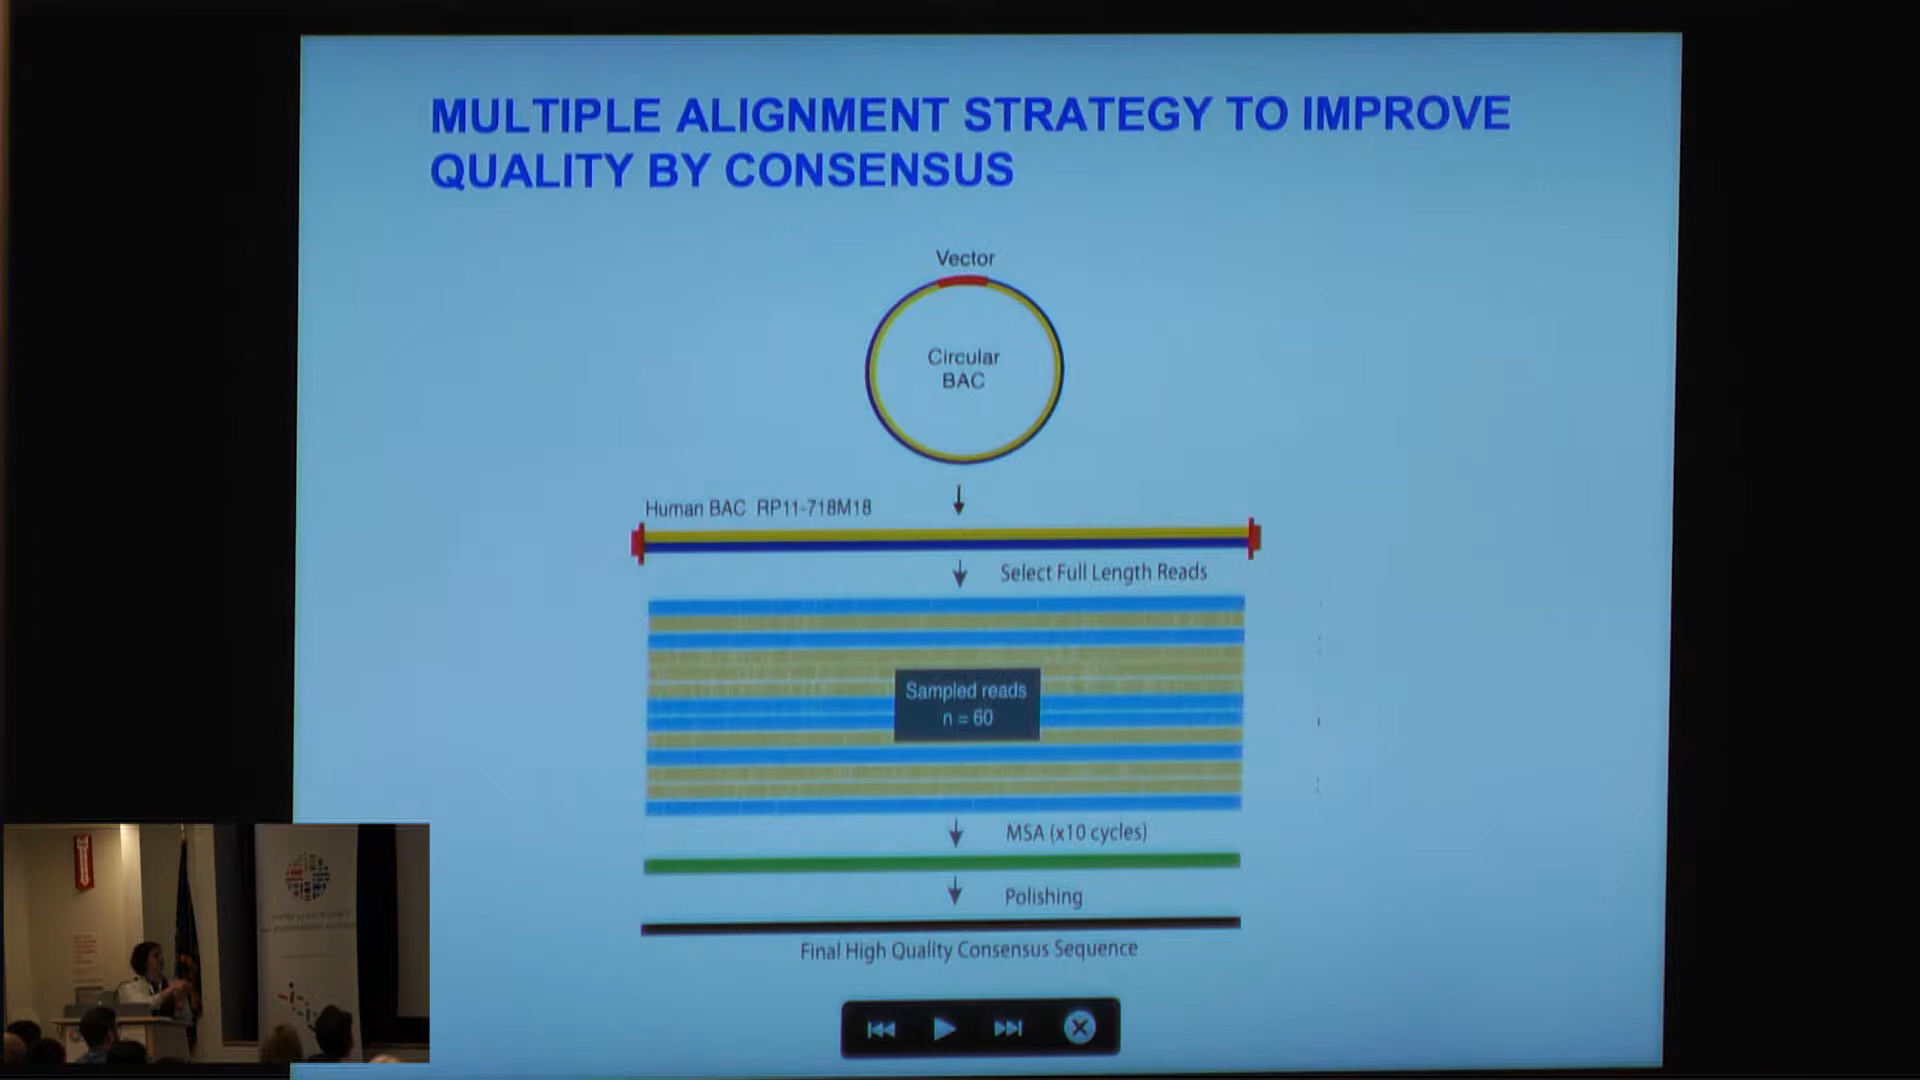 MULTIPLE ALIGNMENT STRATEGY TO IMPROVE
QUALITY BY CONSENSUS
Vector
Circular
BAC
Human BAC RP11-718M18
Select Full Length Reads
Sampled reads
n = 60
MSA (x10 cycles)
Polishing
Final High Quality Consensus Sequence